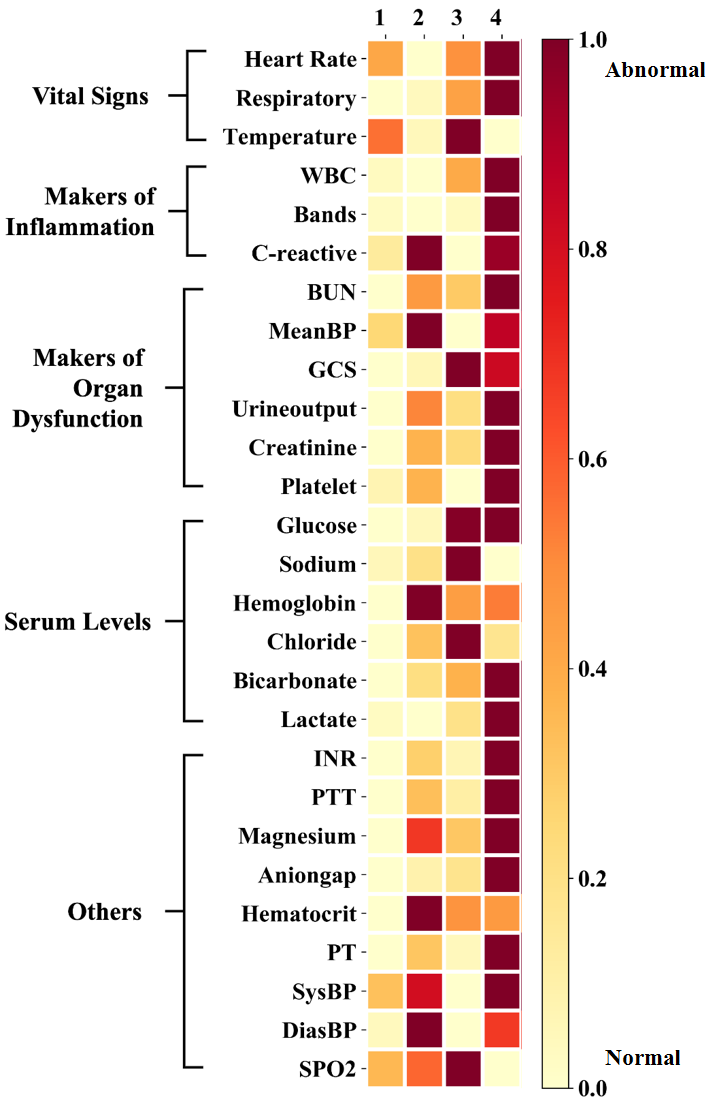 1 2 3 4
Vital Signs
Heart Rate
Respiratory
Temperature
Makers of
Inflammation
WBC
Bands
C-reactive
Makers of
Organ
Dysfunction
BUN
MeanBP
GCS
Urineoutput
Creatinine
Platelet
Serum Levels
Glucose
Sodium
Hemoglobin
Chloride
Bicarbonate
Lactate
Others
INR
PTT
Magnesium
Aniongap
Hematocrit
PT
SysBP
DiasBP
SPO2
1.0
Abnormal
0.8
0.6
0.4
0.2
Normal
0.0